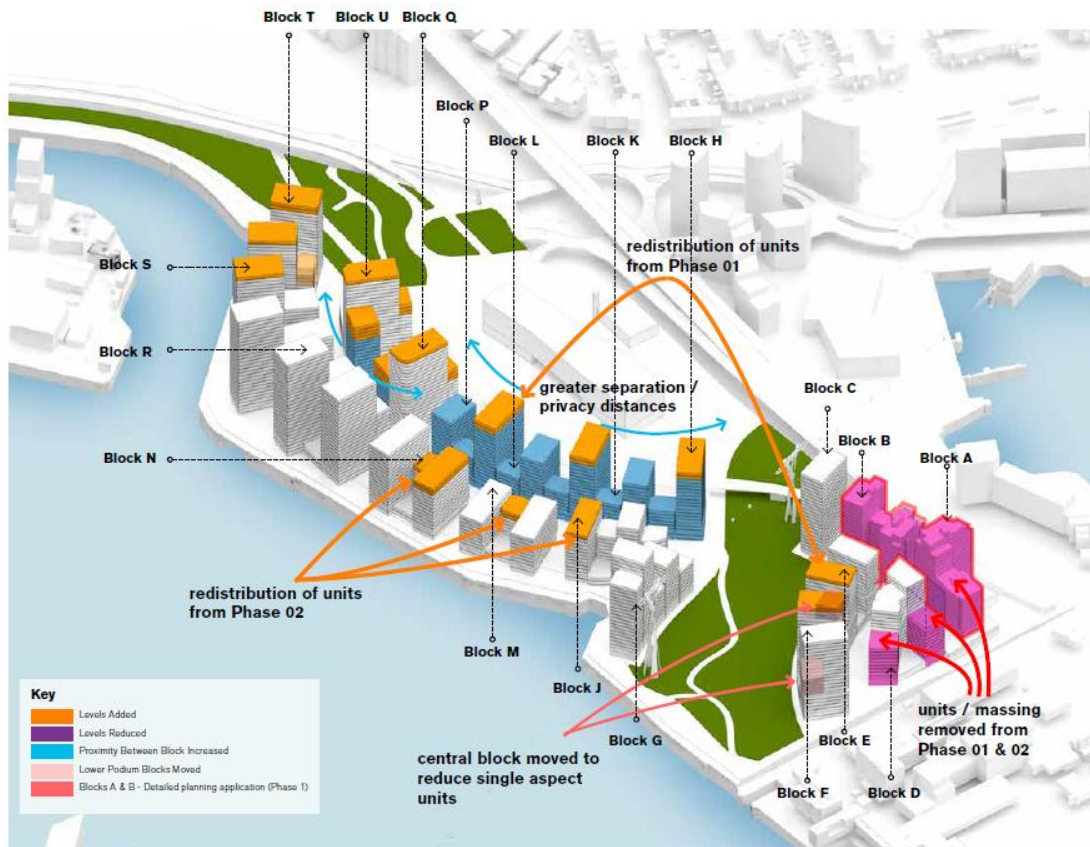 Block T
Block U
Block Q
Block P
Block L
Block K
Block H
redistribution of units
from Phase 01
Block S
Block R
greater separation /
privacy distances
Block C
Block B
Block A
Block N
redistribution of units
from Phase 02
Block M
Block J
Block G
central block moved to
reduce single aspect
units
Block F
Block E
Block D
units / massing
removed from
Phase 01 & 02
Key
Levels Added
Levels Reduced
Proximity Between Block Increased
Lower Podium Blocks Moved
Blocks A & B - Detailed planning application (Phase 1)